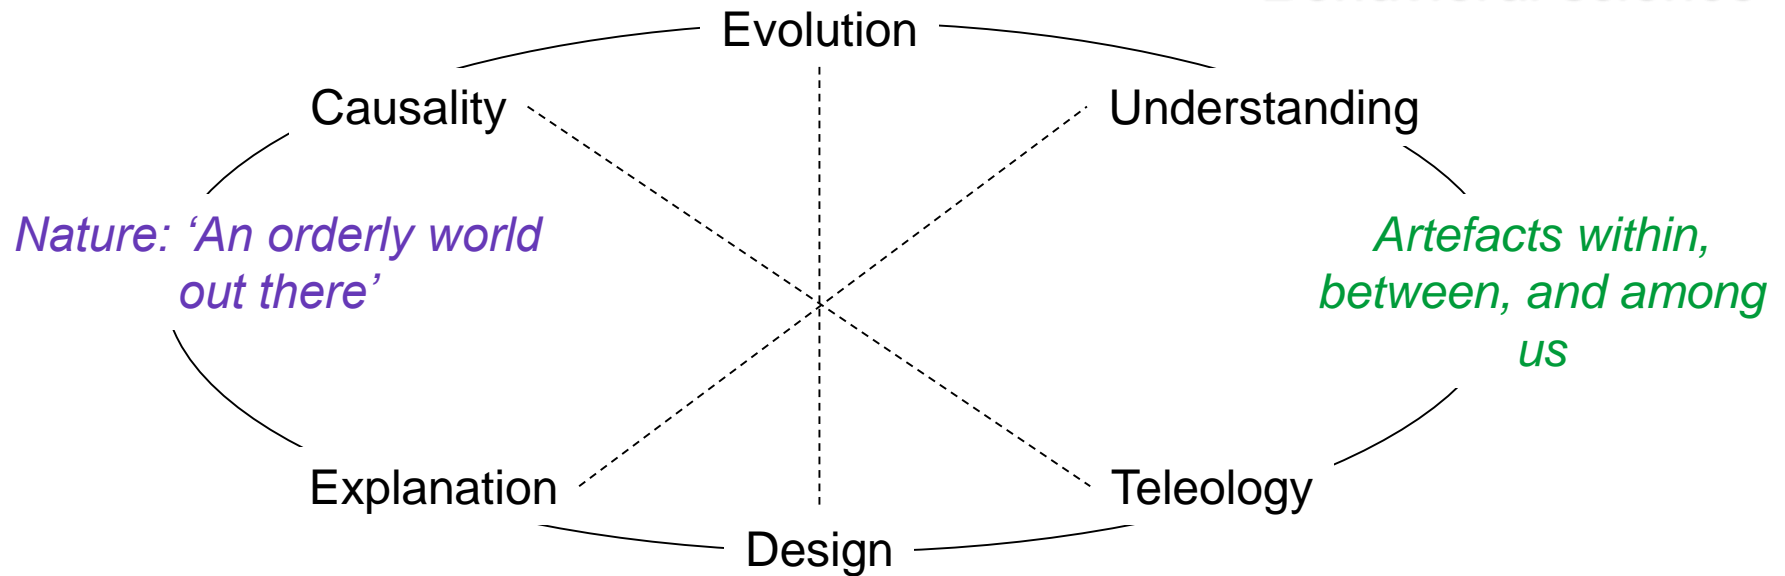 Evolution
Causality
Understanding
Nature: ‘An orderly world
out there’
Artefacts within,
between, and among
us
Explanation
Teleology
Design